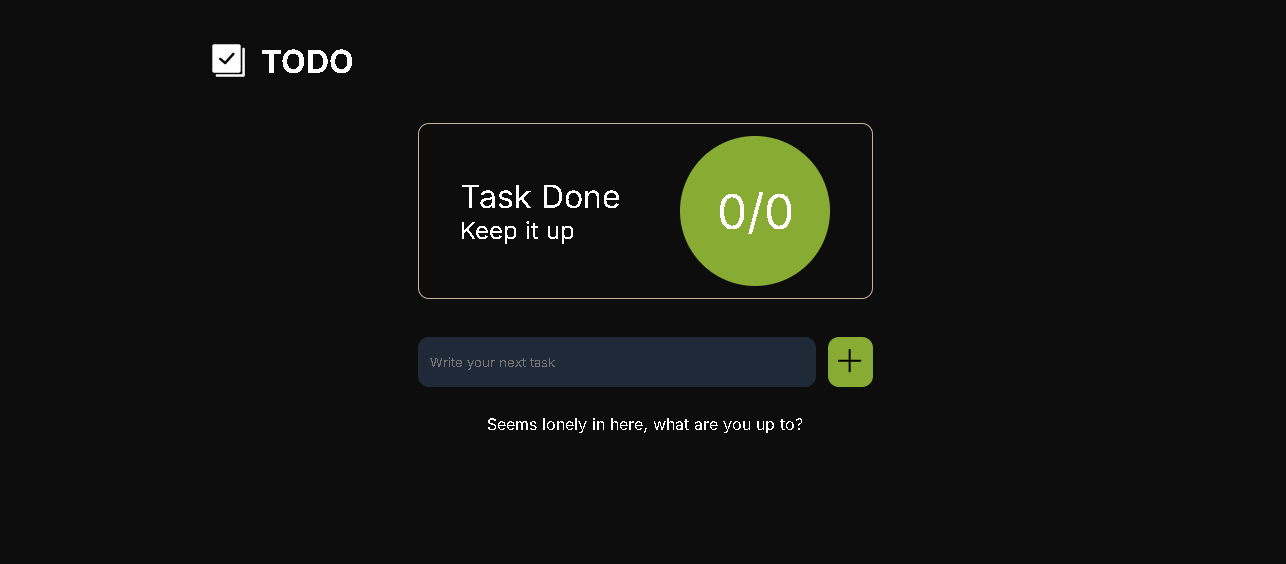 TODO
Task Done
Keep it up
0/0
Write your next task
Seems lonely in here, what are you up to?